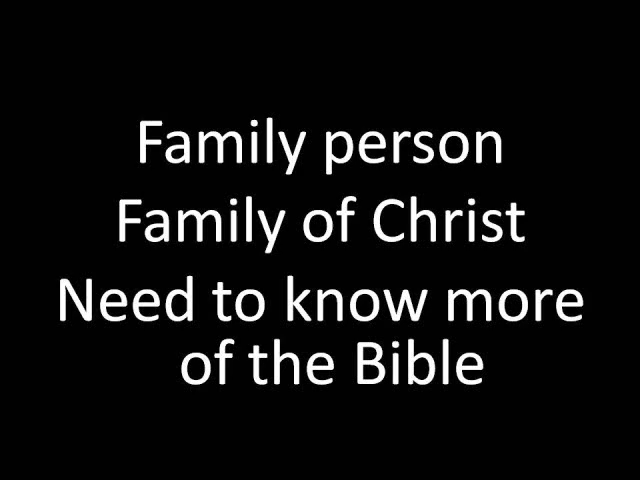 Family person
Family of Christ
Need to know more
of the Bible